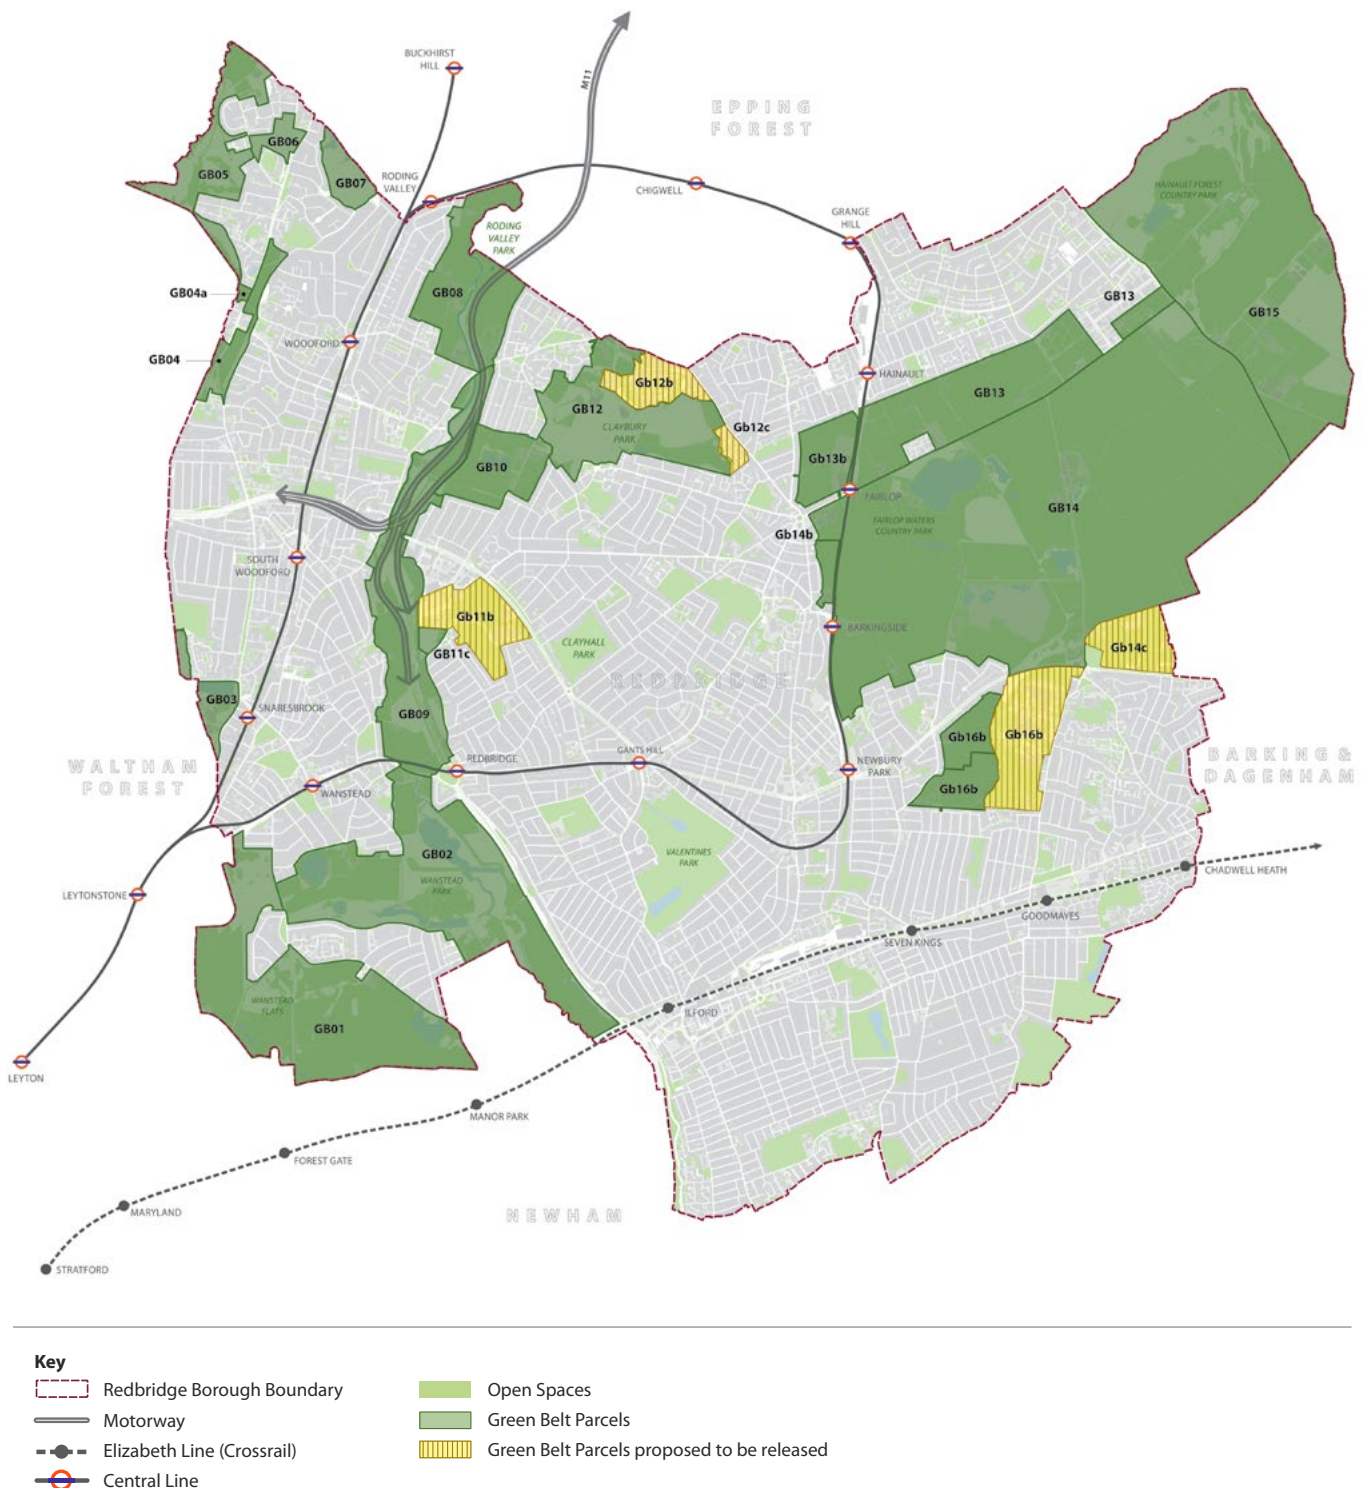 BUCKHIRST
HILL
M11
EPPING
FOREST
GB06
GB05
GB07
RODING
VALLEY
CHIGWELL
HAINAULT FOREST
COUNTRY PARK
GRANGE
HILL
RODING
VALLEY
PARK
GB04a
GB08
GB13
GB15
WOODFORD
GB04
HAINAULT
Gb12b
GB13
GB12
CLAYBURY
PARK
Gb12c
GB10
Gb13b
FAIRLOP
GB14
FAIRLOP WATERS
COUNTRY PARK
Gb14b
SOUTH
WOODFORD
Gb11b
BARKINGSIDE
CLAYHALL
PARK
GB11c
Gb14c
REDBRIDGE
GB03
SNARESBROOK
GB09
Gb16b
Gb16b
WALTHAM
FOREST
REDBRIDGE
GANTS HILL
NEWBURY
PARK
BARKING &
DAGENHAM
WANSTEAD
Gb16b
GB02
WANSTEAD
PARK
VALENTINES
PARK
CHADWELL HEATH
LEYTONSTONE
GOODMAYES
SEVEN KINGS
WANSTEAD
FLATS
GB01
ILFORD
LEYTON
MANOR PARK
FOREST GATE
MARYLAND
NEWHAM
STRATFORD
Key
Redbridge Borough Boundary
Motorway
Elizabeth Line (Crossrail)
Central Line
Open Spaces
Green Belt Parcels
Green Belt Parcels proposed to be released